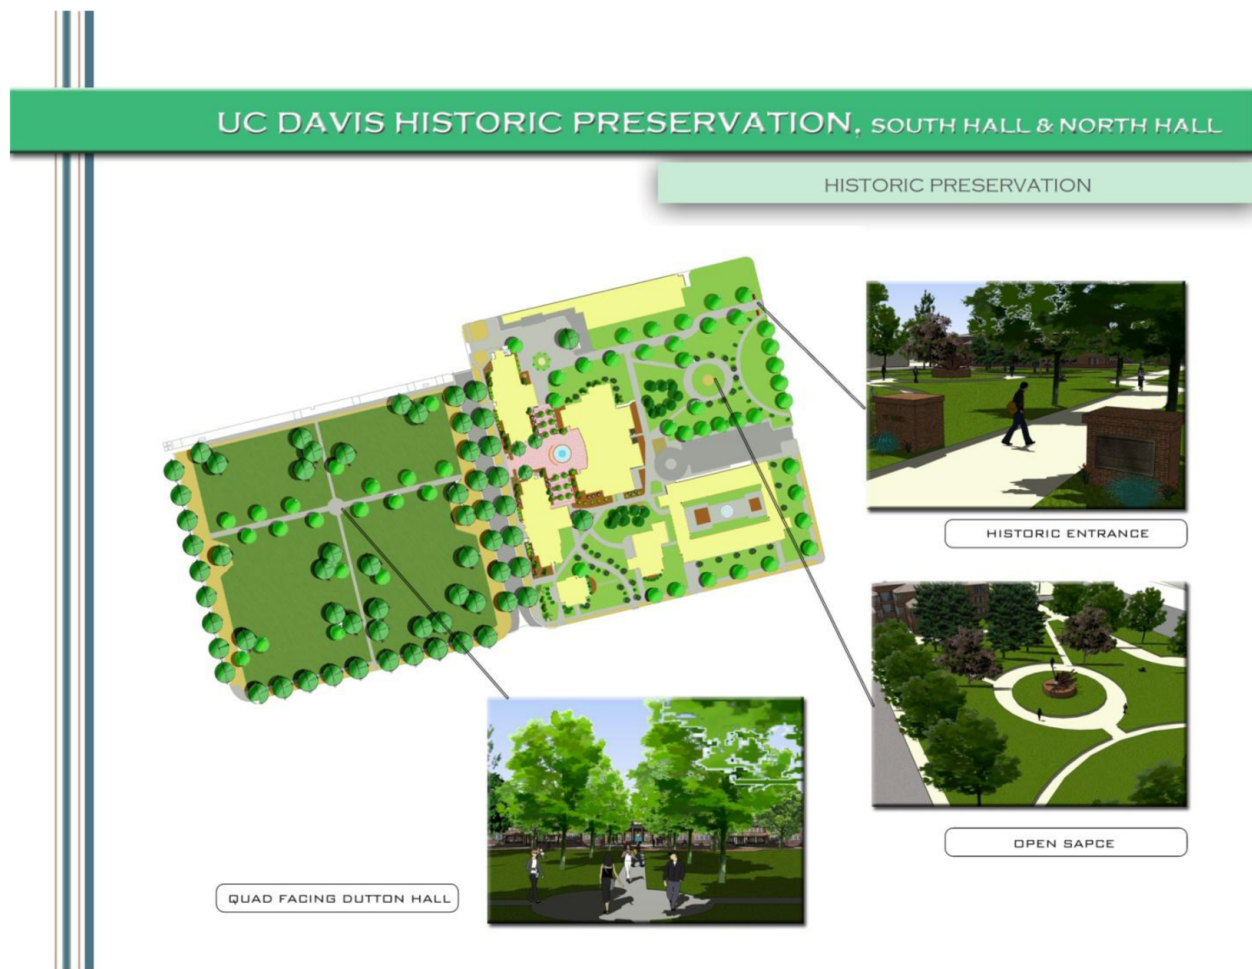 UC DAVIS HISTORIC PRESERVATION, SOUTH HALL & NORTH HALL
HISTORIC PRESERVATION
HISTORIC ENTRANCE
OPEN SAPCE
QUAD FACING DUTTON HALL